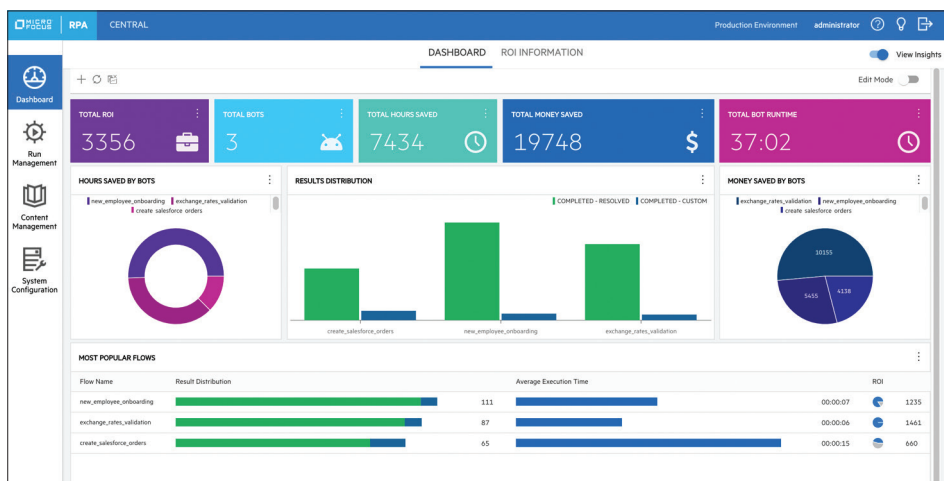 MICRO FOCUS RPA CENTRAL Production Environment administrator
DASHBOARD ROI INFORMATION View Insights
Edit Mode
Dashboard
Run Management
Content Management
System Configuration
TOTAL ROI
3356
TOTAL BOTS
3
TOTAL HOURS SAVED
7434
TOTAL MONEY SAVED
19748
$
TOTAL BOT RUNTIME
37:02
HOURS SAVED BY BOTS
new_employee_onboarding exchange_rates_validation
create salesforce orders
RESULTS DISTRIBUTION
COMPLETED - RESOLVED COMPLETED - CUSTOM
create_salesforce_orders new_employee_onboarding exchange_rates_validation
MONEY SAVED BY BOTS
exchange_rates_validation new_employee_onboarding
create salesforce orders
10155
5455 4138
MOST POPULAR FLOWS
Flow Name Result Distribution Average Execution Time ROI
new_employee_onboarding 111 00:00:07 1235
exchange_rates_validation 87 00:00:06 1461
create_salesforce_orders 65 00:00:15 660